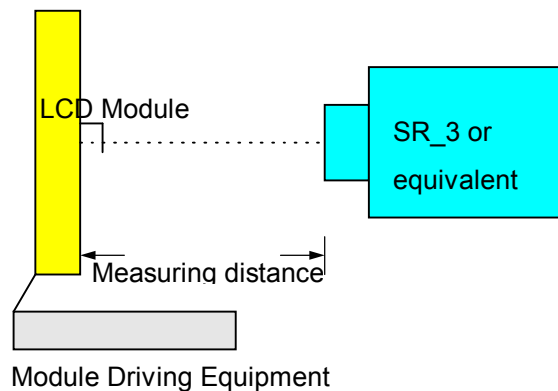 LCD Module
SR_3 or
equivalent
Measuring distance
Module Driving Equipment